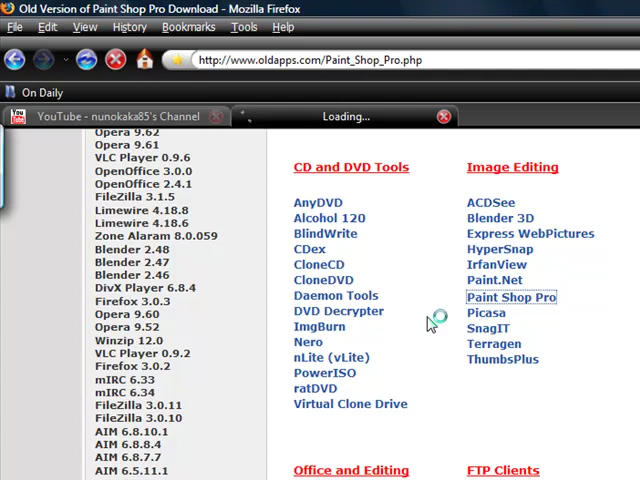 Old Version of Paint Shop Pro Download - Mozilla Firefox
File Edit View History Bookmarks Tools Help
http://www.oldapps.com/Paint_Shop_Pro.php
On Daily
You Tube YouTube - nunokaka85's Channel Loading...
Opera 9.62
Opera 9.61
VLC Player 0.9.6
OpenOffice 3.0.0
OpenOffice 2.4.1
FileZilla 3.1.5
Limewire 4.18.8
Limewire 4.18.6
Zone Alaram 8.0.059
Blender 2.48
Blender 2.47
Blender 2.46
DivX Player 6.8.4
Firefox 3.0.3
Opera 9.60
Opera 9.52
Winzip 12.0
VLC Player 0.9.2
Firefox 3.0.2
mIRC 6.33
mIRC 6.34
FileZilla 3.0.11
FileZilla 3.0.10
AIM 6.8.10.1
AIM 6.8.8.4
AIM 6.8.7.7
AIM 6.5.11.1
CD and DVD Tools
AnyDVD
Alcohol 120
BlindWrite
CDex
CloneCD
CloneDVD
Daemon Tools
DVD Decrypter
ImgBurn
Nero
nLite (vLite)
PowerISO
ratDVD
Virtual Clone Drive
Office and Editing
Image Editing
ACDSee
Blender 3D
Express WebPictures
HyperSnap
IrfanView
Paint.Net
Paint Shop Pro
Picasa
SnagIT
Terragen
ThumbsPlus
FTP Clients